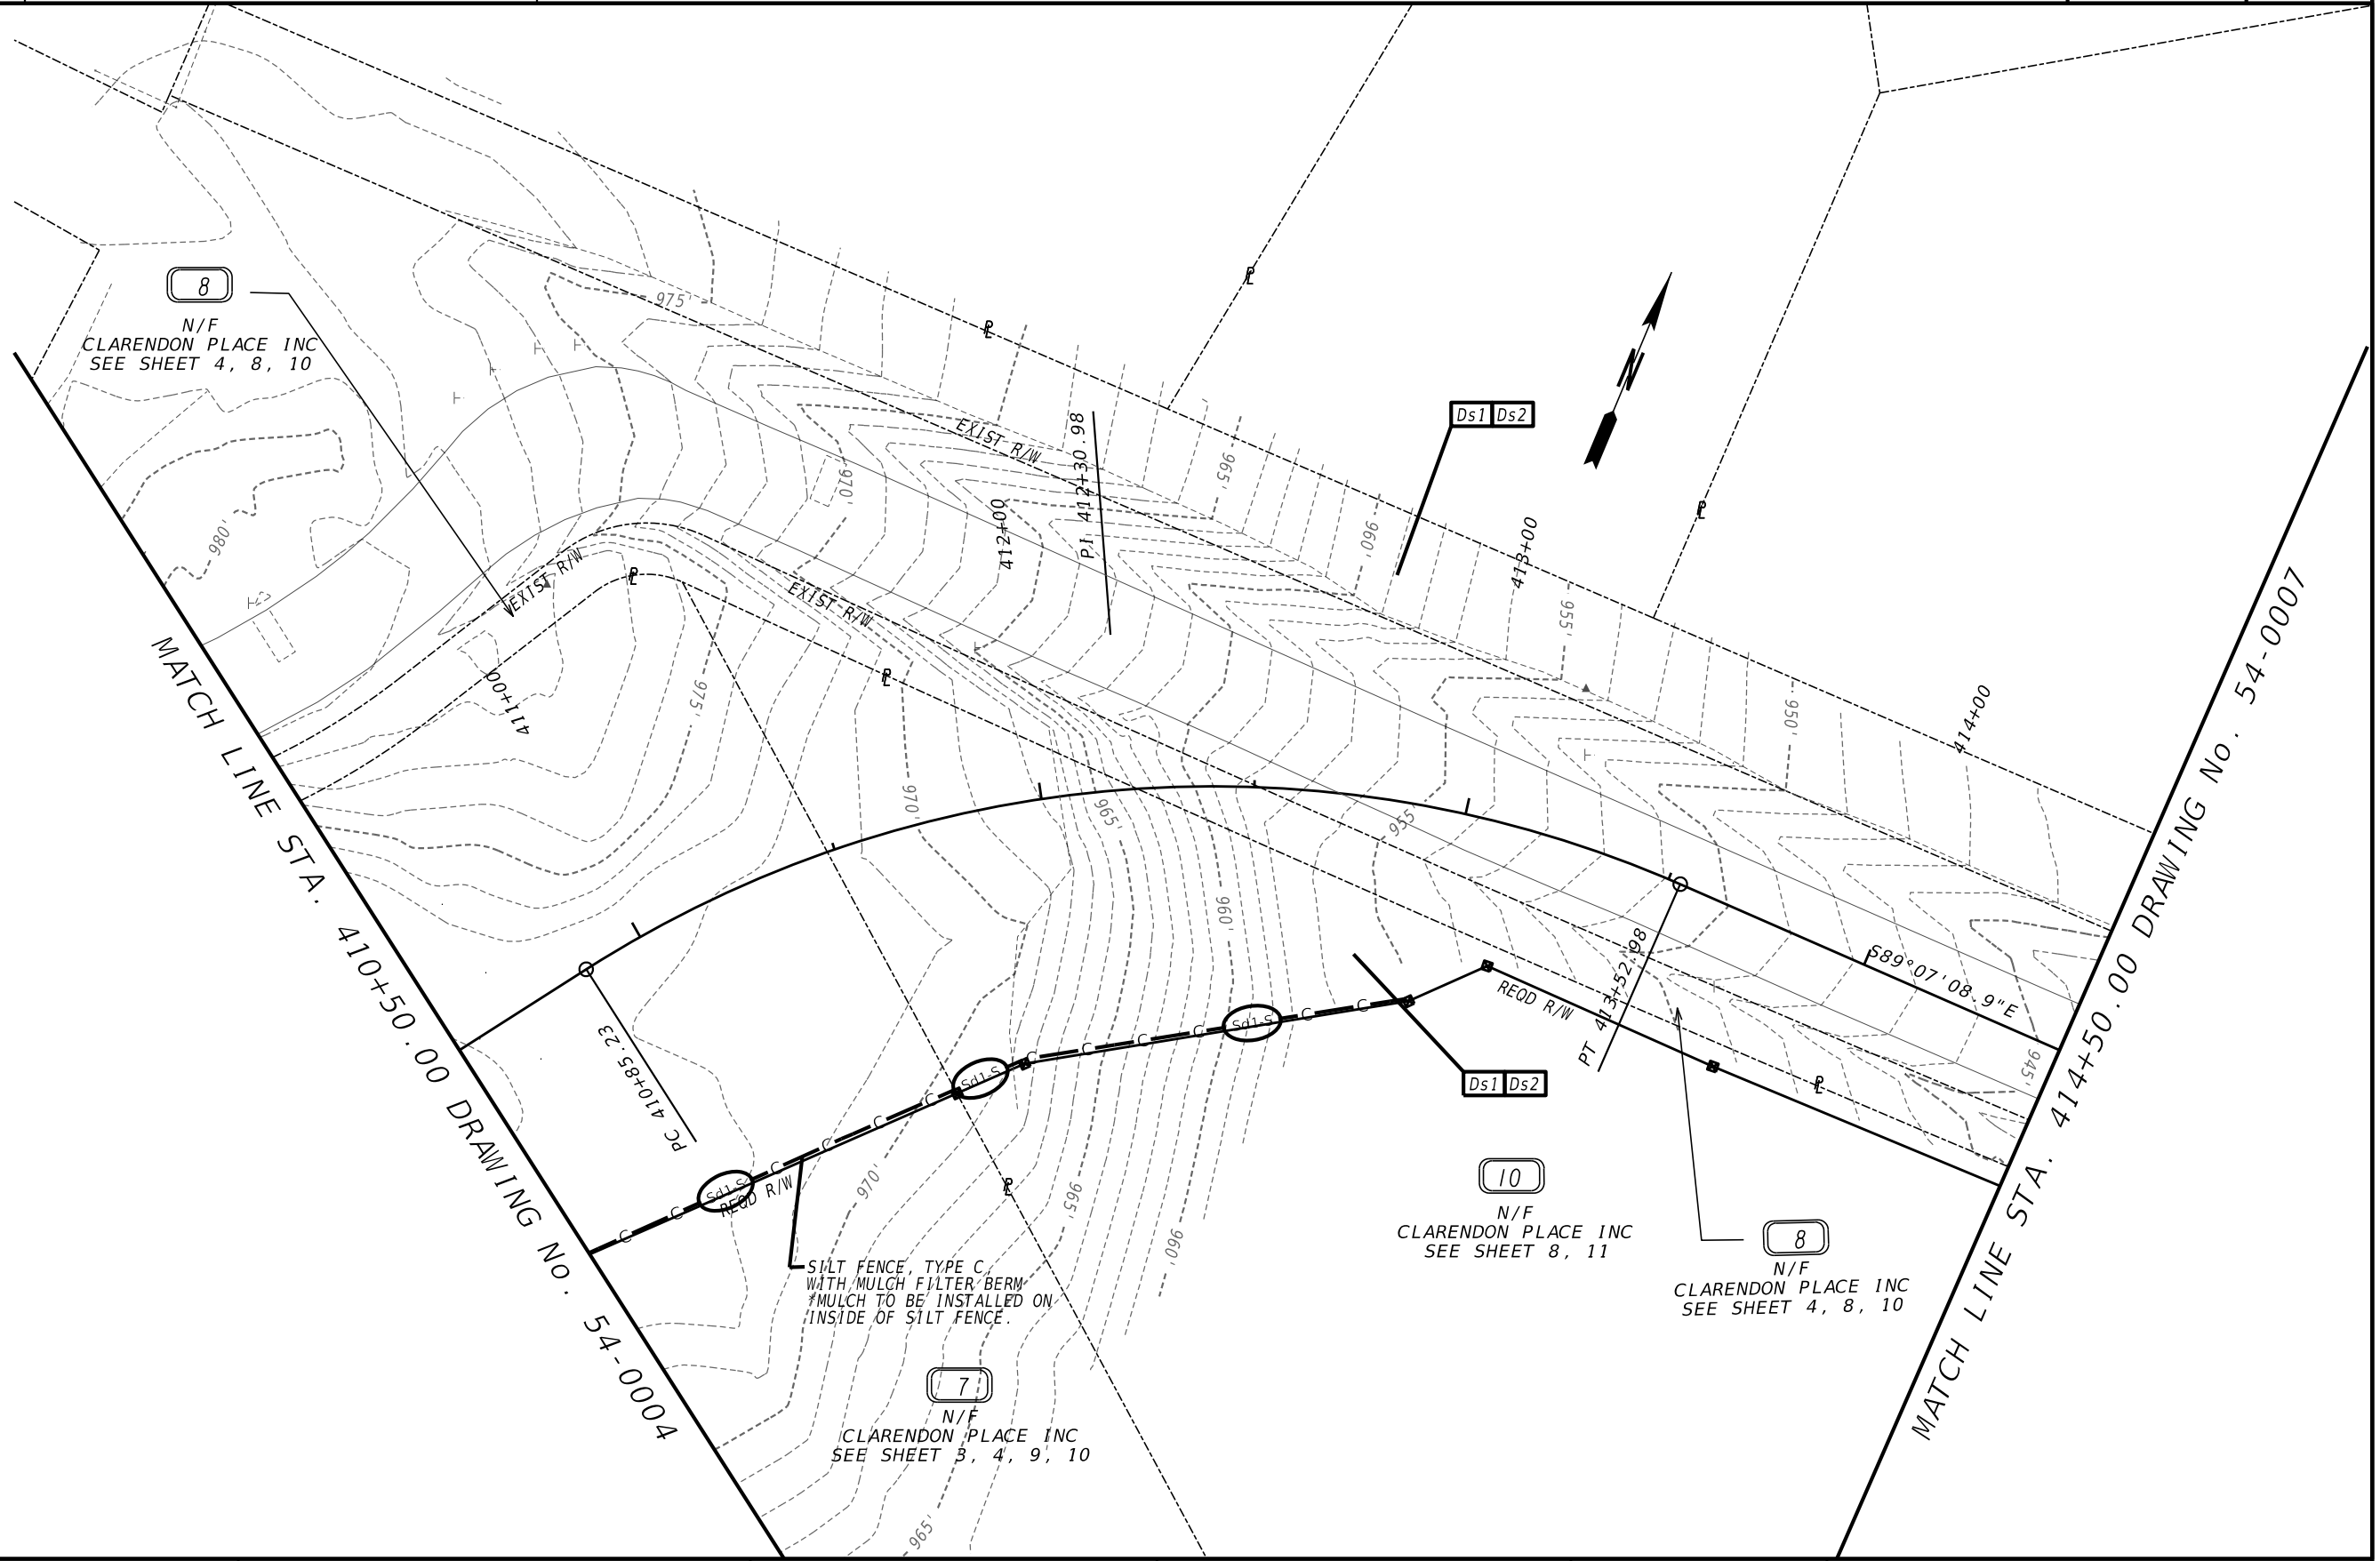 8
N/F
CLARENDON PLACE INC
SEE SHEET 4, 8, 10
975'
EXIST R/W
PI 412+30.98
412+00
970'
965'
960'
Ds1 Ds2
N
413+00
955'
950'
414+00
980'
EXIST R/W
EXIST R/W
411+00
975'
970'
965'
960'
955
945'
MATCH LINE STA. 410+50.00 DRAWING No. 54-0004
MATCH LINE STA. 414+50.00 DRAWING No. 54-0007
S89°07'08.9"E
PC 410+85.23
PT 413+52.98
REQD R/W
REQD R/W
Sd1-S
Sd1-S
Sd1-S
C C C C C C C C C C C C C
Ds1 Ds2
970'
965'
960'
965'
SILT FENCE, TYPE C
WITH MULCH FILTER BERM
*MULCH TO BE INSTALLED ON
INSIDE OF SILT FENCE.
10
N/F
CLARENDON PLACE INC
SEE SHEET 8, 11
8
N/F
CLARENDON PLACE INC
SEE SHEET 4, 8, 10
7
N/F
CLARENDON PLACE INC
SEE SHEET 3, 4, 9, 10